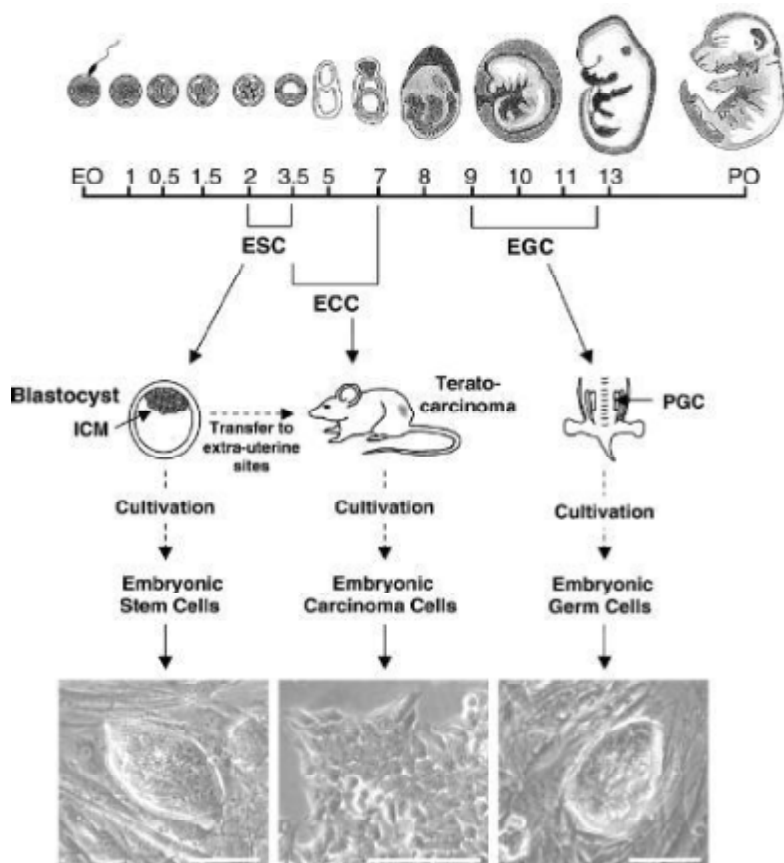 EO 1 0.5 1.5 2 3.5 5 7 8 9 10 11 13 PO
ESC
EGC
ECC
Blastocyst
ICM
Transfer to
extra-uterine
sites
Terato-
carcinoma
PGC
Cultivation
Cultivation
Cultivation
Embryonic
Stem Cells
Embryonic
Carcinoma Cells
Embryonic
Germ Cells